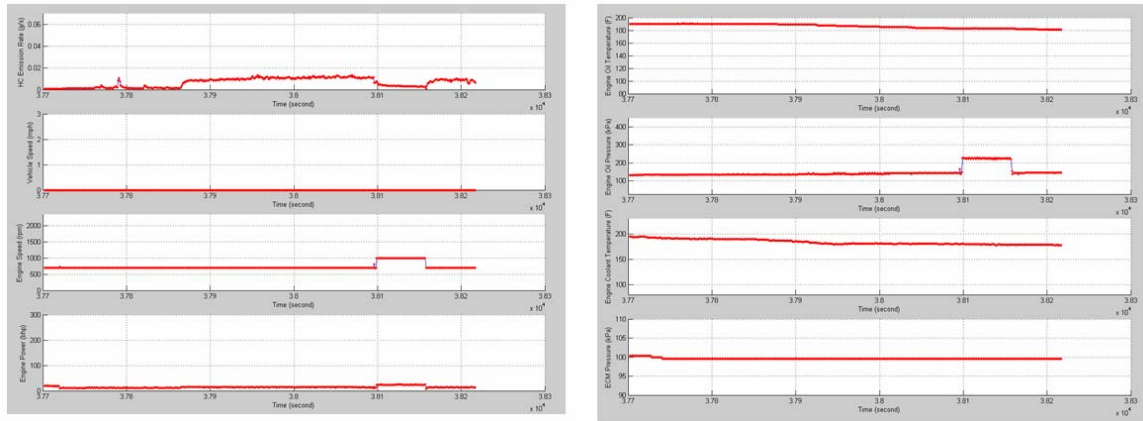 HC Emission Rate (g/s)
0.06
0.04
0.02
0
3.77 3.78 3.79 3.8 3.81 3.82 3.83
Time (second)
x 10⁴
Vehicle Speed (mph)
3
2
1
0
3.77 3.78 3.79 3.8 3.81 3.82 3.83
Time (second)
x 10⁴
Engine Speed (rpm)
2000
1500
1000
500
0
3.77 3.78 3.79 3.8 3.81 3.82 3.83
Time (second)
x 10⁴
Engine Power (bhp)
300
200
100
0
3.77 3.78 3.79 3.8 3.81 3.82 3.83
Time (second)
x 10⁴
Engine Oil Temperature (F)
200
180
160
140
120
100
80
3.77 3.78 3.79 3.8 3.81 3.82 3.83
Time (second)
x 10⁴
Engine Oil Pressure (kPa)
400
300
200
100
3.77 3.78 3.79 3.8 3.81 3.82 3.83
Time (second)
x 10⁴
Engine Coolant Temperature (F)
200
150
100
3.77 3.78 3.79 3.8 3.81 3.82 3.83
Time (second)
x 10⁴
ECM Pressure (kPa)
110
105
100
95
90
3.77 3.78 3.79 3.8 3.81 3.82 3.83
Time (second)
x 10⁴